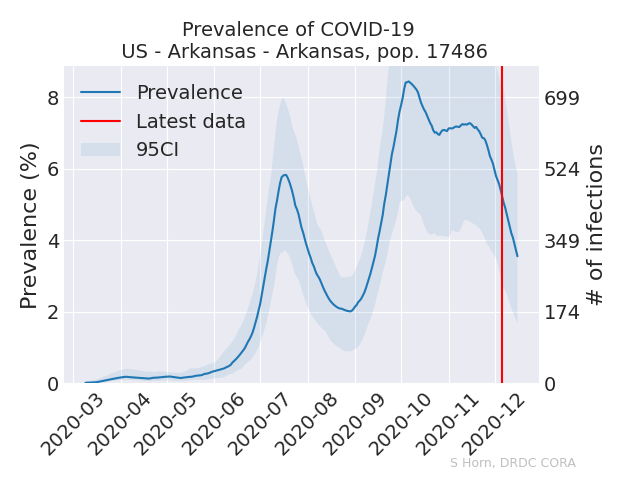 Prevalence of COVID-19
US - Arkansas - Arkansas, pop. 17486
Prevalence
Latest data
95CI
Prevalence (%)
8
6
4
2
0
699
524
349
174
0
# of infections
2020-03
2020-04
2020-05
2020-06
2020-07
2020-08
2020-09
2020-10
2020-11
2020-12
S Horn, DRDC CORA